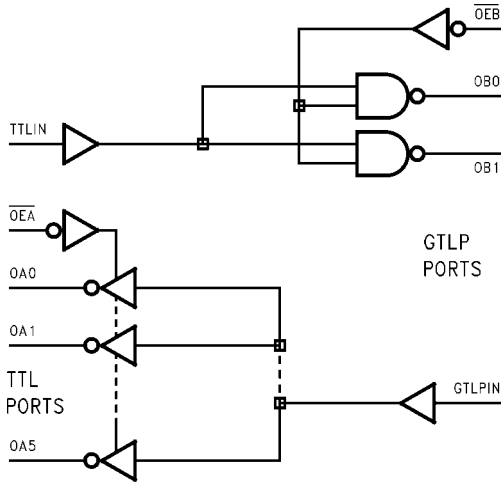 OEB
OB0
TTLIN
OB1
OEA
GTLP
PORTS
OA0
OA1
TTL
PORTS
GTLPIN
OA5